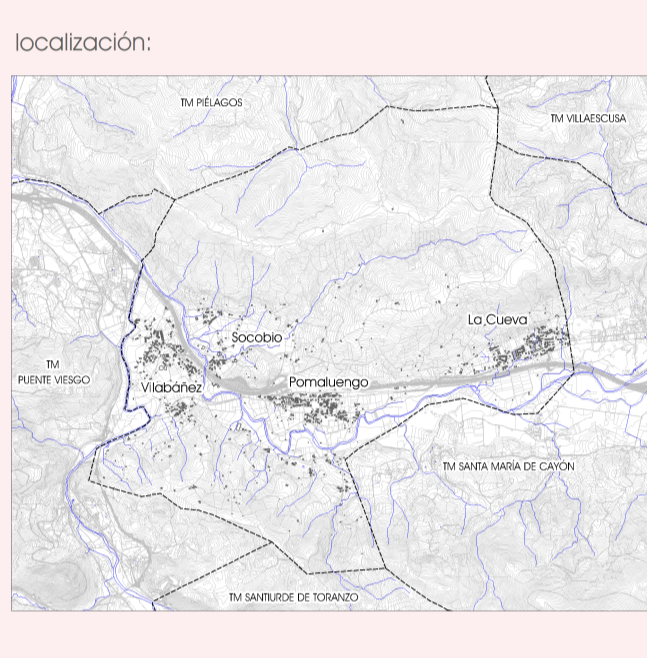 localización:
TM PIÉLAGOS
TM VILLAESCUSA
La Cueva
Socobio
TM
PUENTE VIESGO
Vilabáñez
Pomaluengo
TM SANTA MARÍA DE CAYÓN
TM SANTIURDE DE TORANZO